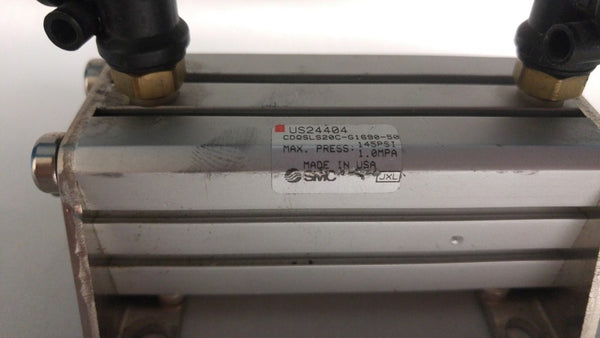 US24404
CDQSLS20C-G1690-50
MAX. PRESS. 145PSI
1.0MPA
MADE IN USA
SMC JXL